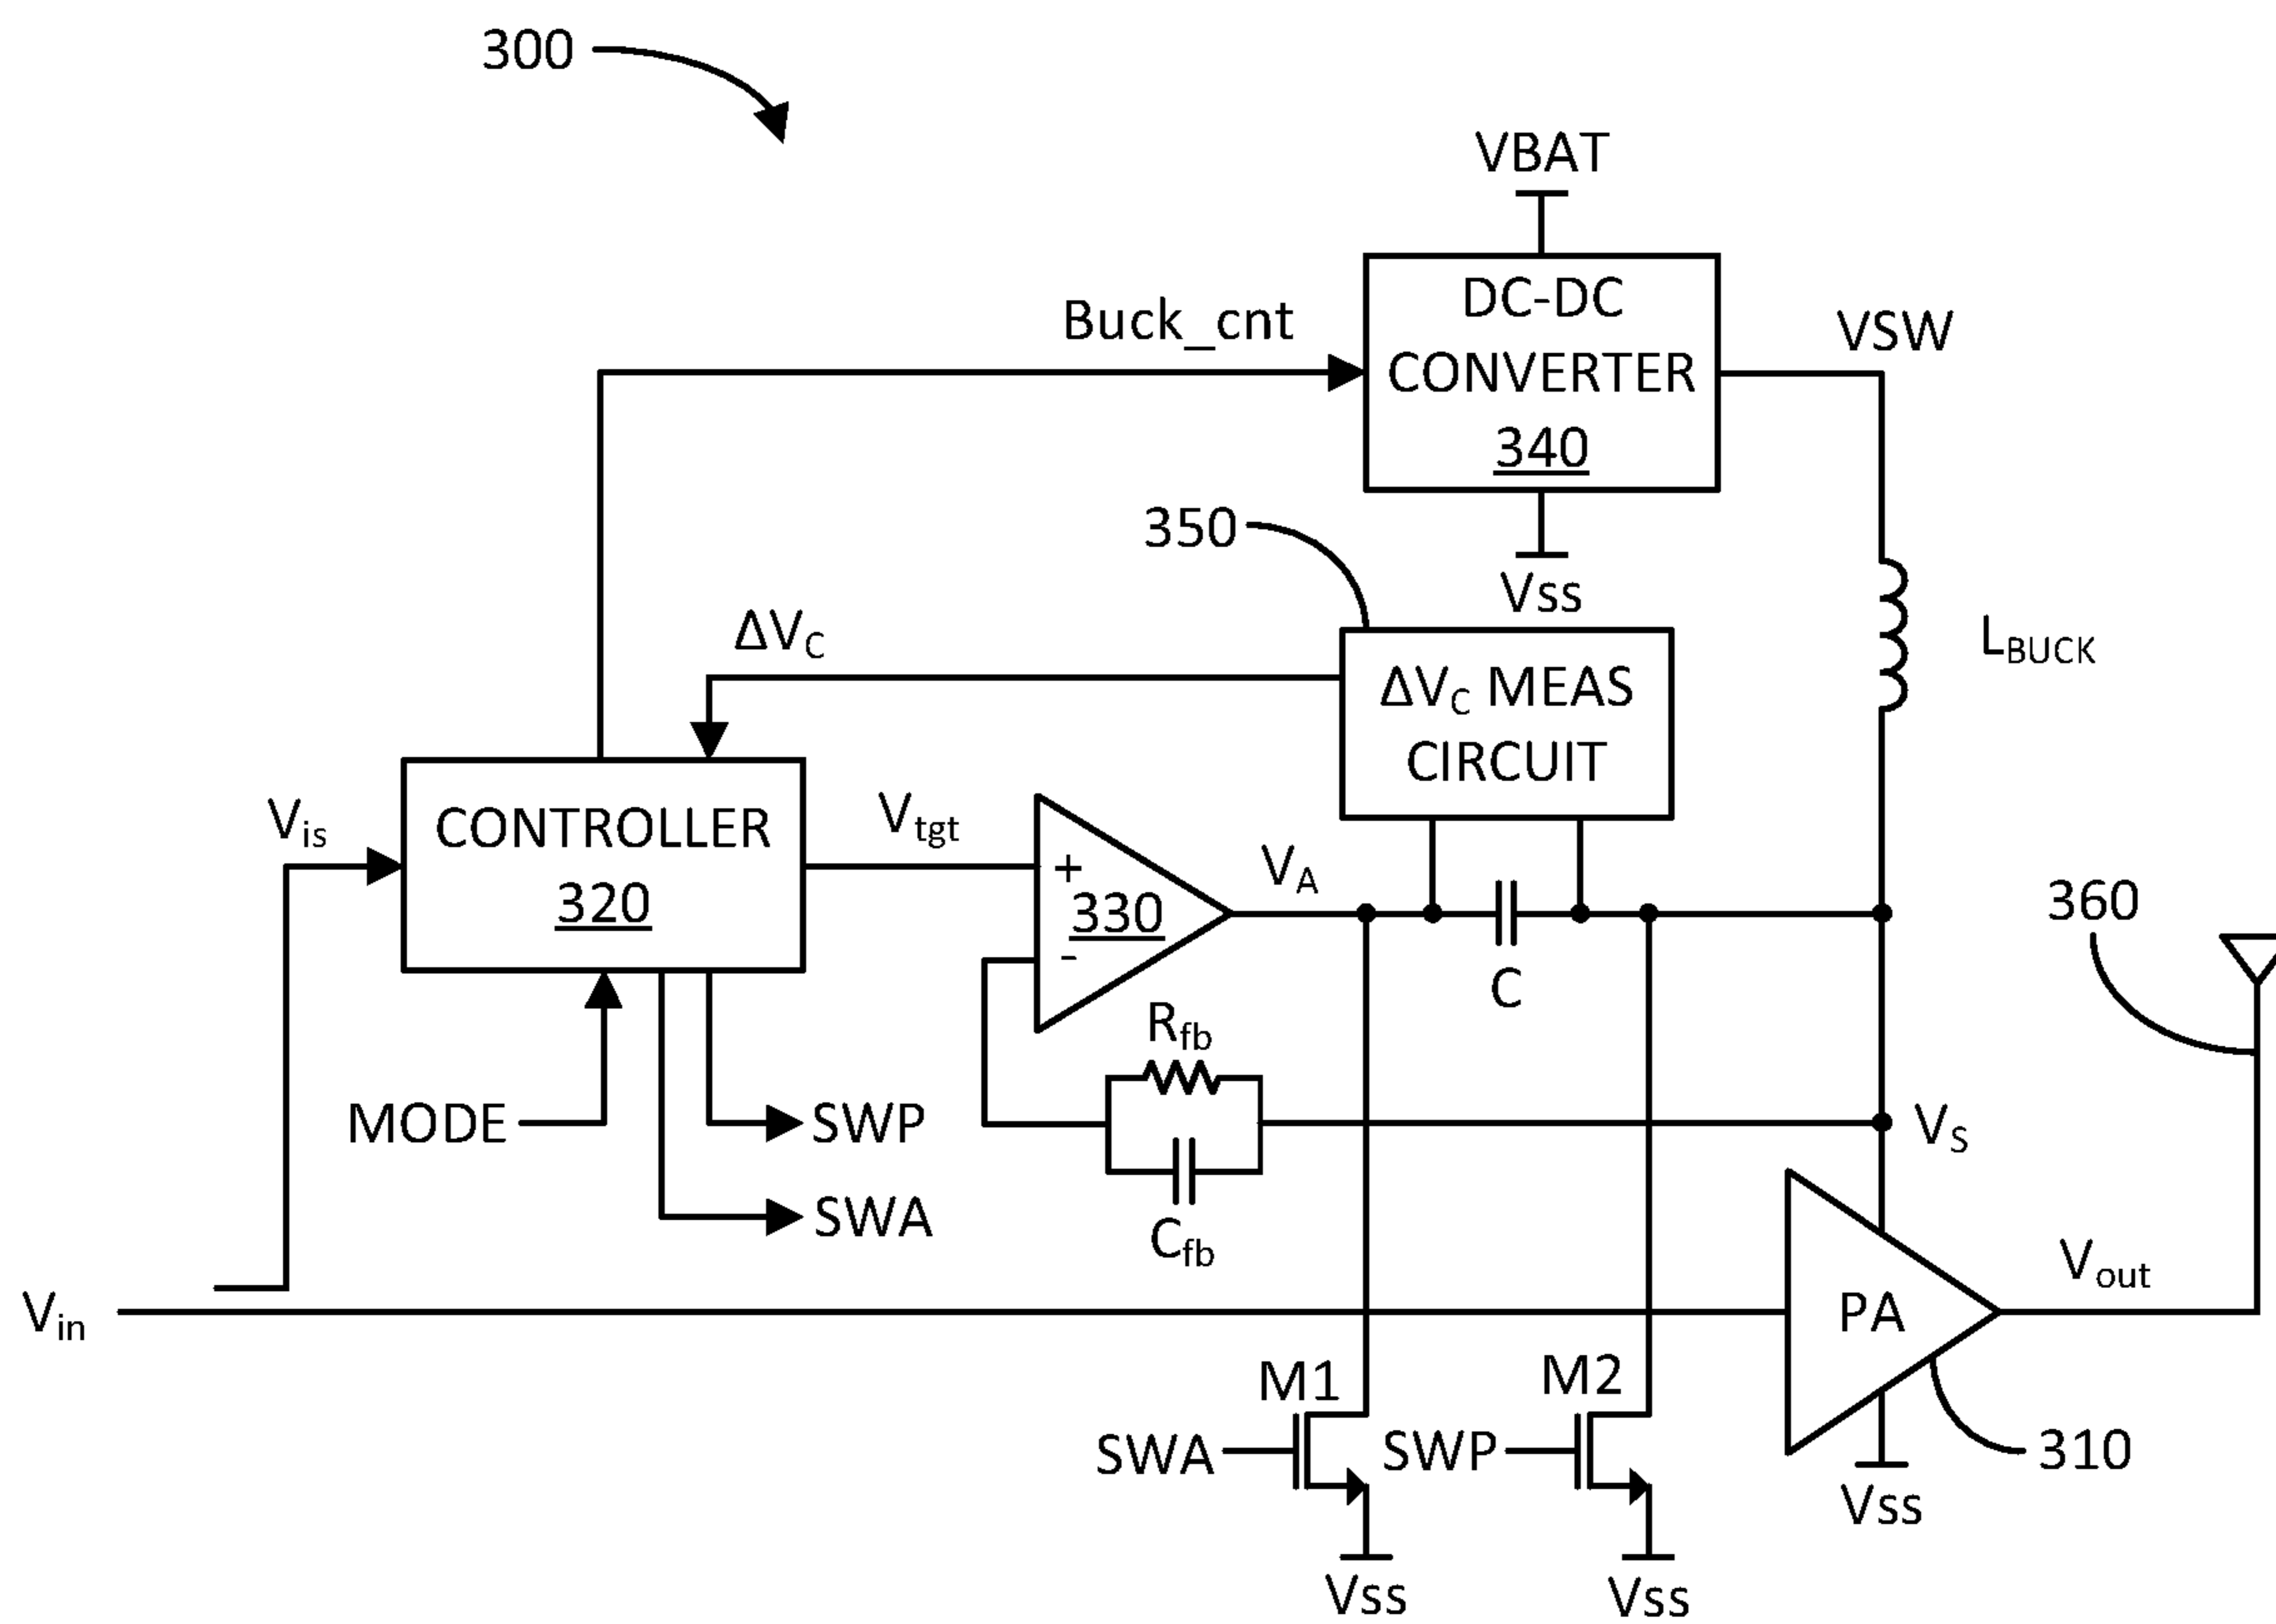 300
VBAT
DC-DC
CONVERTER
340
Buck_cnt
VSW
Vss
350
ΔVC
ΔVC MEAS
CIRCUIT
LBUCK
Vis
CONTROLLER
320
Vtgt
+
330
-
VA
C
360
Rfb
Cfb
MODE
SWP
SWA
VS
Vin
PA
Vout
310
Vss
M1
SWA
Vss
M2
SWP
Vss